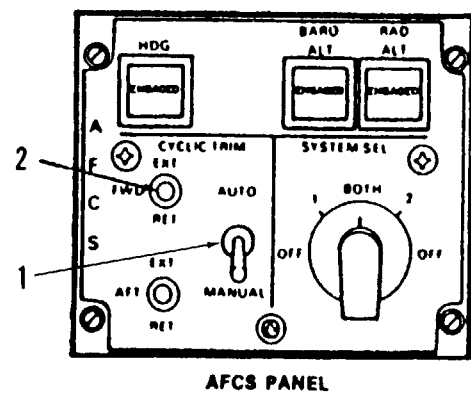 BARO RAD
HDG ALT ALT
ENGAGED ENGAGED ENGAGED
A
CYCLIC TRIM SYSTEM SEL
2 F EXT
FWD AUTO BOTH
C 1 2
RET
S OFF OFF
1 EXT
AFT MANUAL
RET
AFCS PANEL